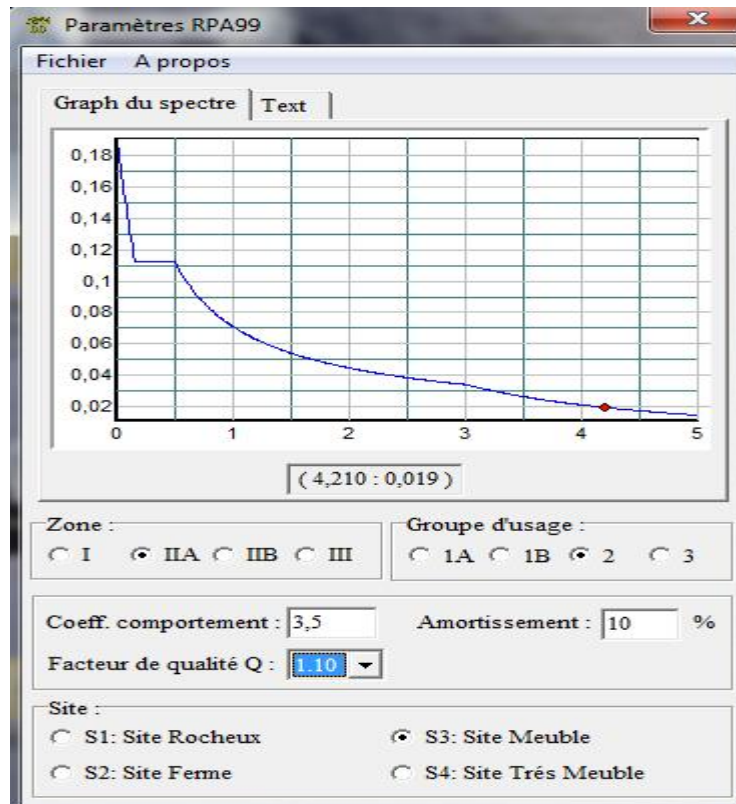 Paramètres RPA99
Fichier A propos
Graph du spectre Text
0,18
0,16
0,14
0,12
0,1
0,08
0,06
0,04
0,02
0 1 2 3 4 5
( 4,210 : 0,019 )
Zone : Groupe d'usage :
I IIA IIB III 1A 1B 2 3
Coeff. comportement : 3,5 Amortissement : 10 %
Facteur de qualité Q : 1.10
Site :
S1: Site Rocheux S3: Site Meuble
S2: Site Ferme S4: Site Trés Meuble